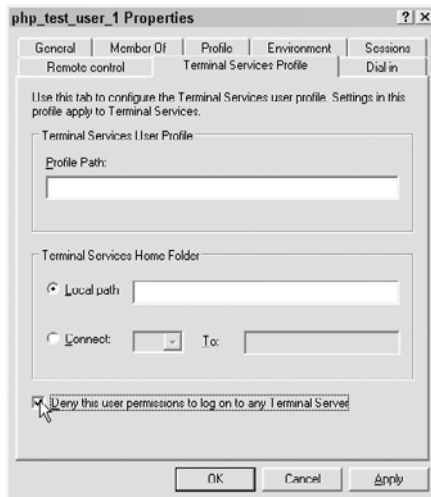 php_test_user_1 Properties
General Member Of Profile Environment Sessions
Remote control Terminal Services Profile Dial in
Use this tab to configure the Terminal Services user profile. Settings in this
profile apply to Terminal Services.
Terminal Services User Profile
Profile Path:
Terminal Services Home Folder
Local path
Connect: To:
Deny this user permissions to log on to any Terminal Server
OK Cancel Apply